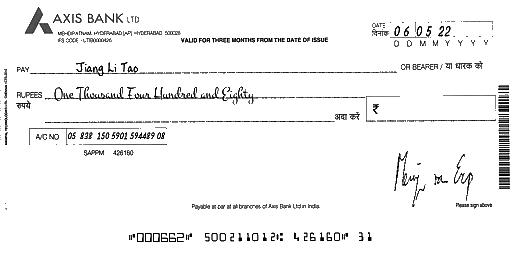 AXIS BANK LTD
MEHDIPATNAM, HYDERABAD [AP] HYDERABAD 500028
IFS CODE - UTIB0000426
VALID FOR THREE MONTHS FROM THE DATE OF ISSUE
DATE
दिनांक 06 05 22
D D M M Y Y Y Y
PAY Jiang Li Tao OR BEARER / या धारक को
RUPEES One Thousand Four Hundred and Eighty
रुपये अदा करें ₹
A/C NO 05 838 150 5901 594489 08
SAPPM 426160
Payable at par at all branches of Axis Bank Ltd in India.
Please sign above
"000662" 500211012: 426160" 31